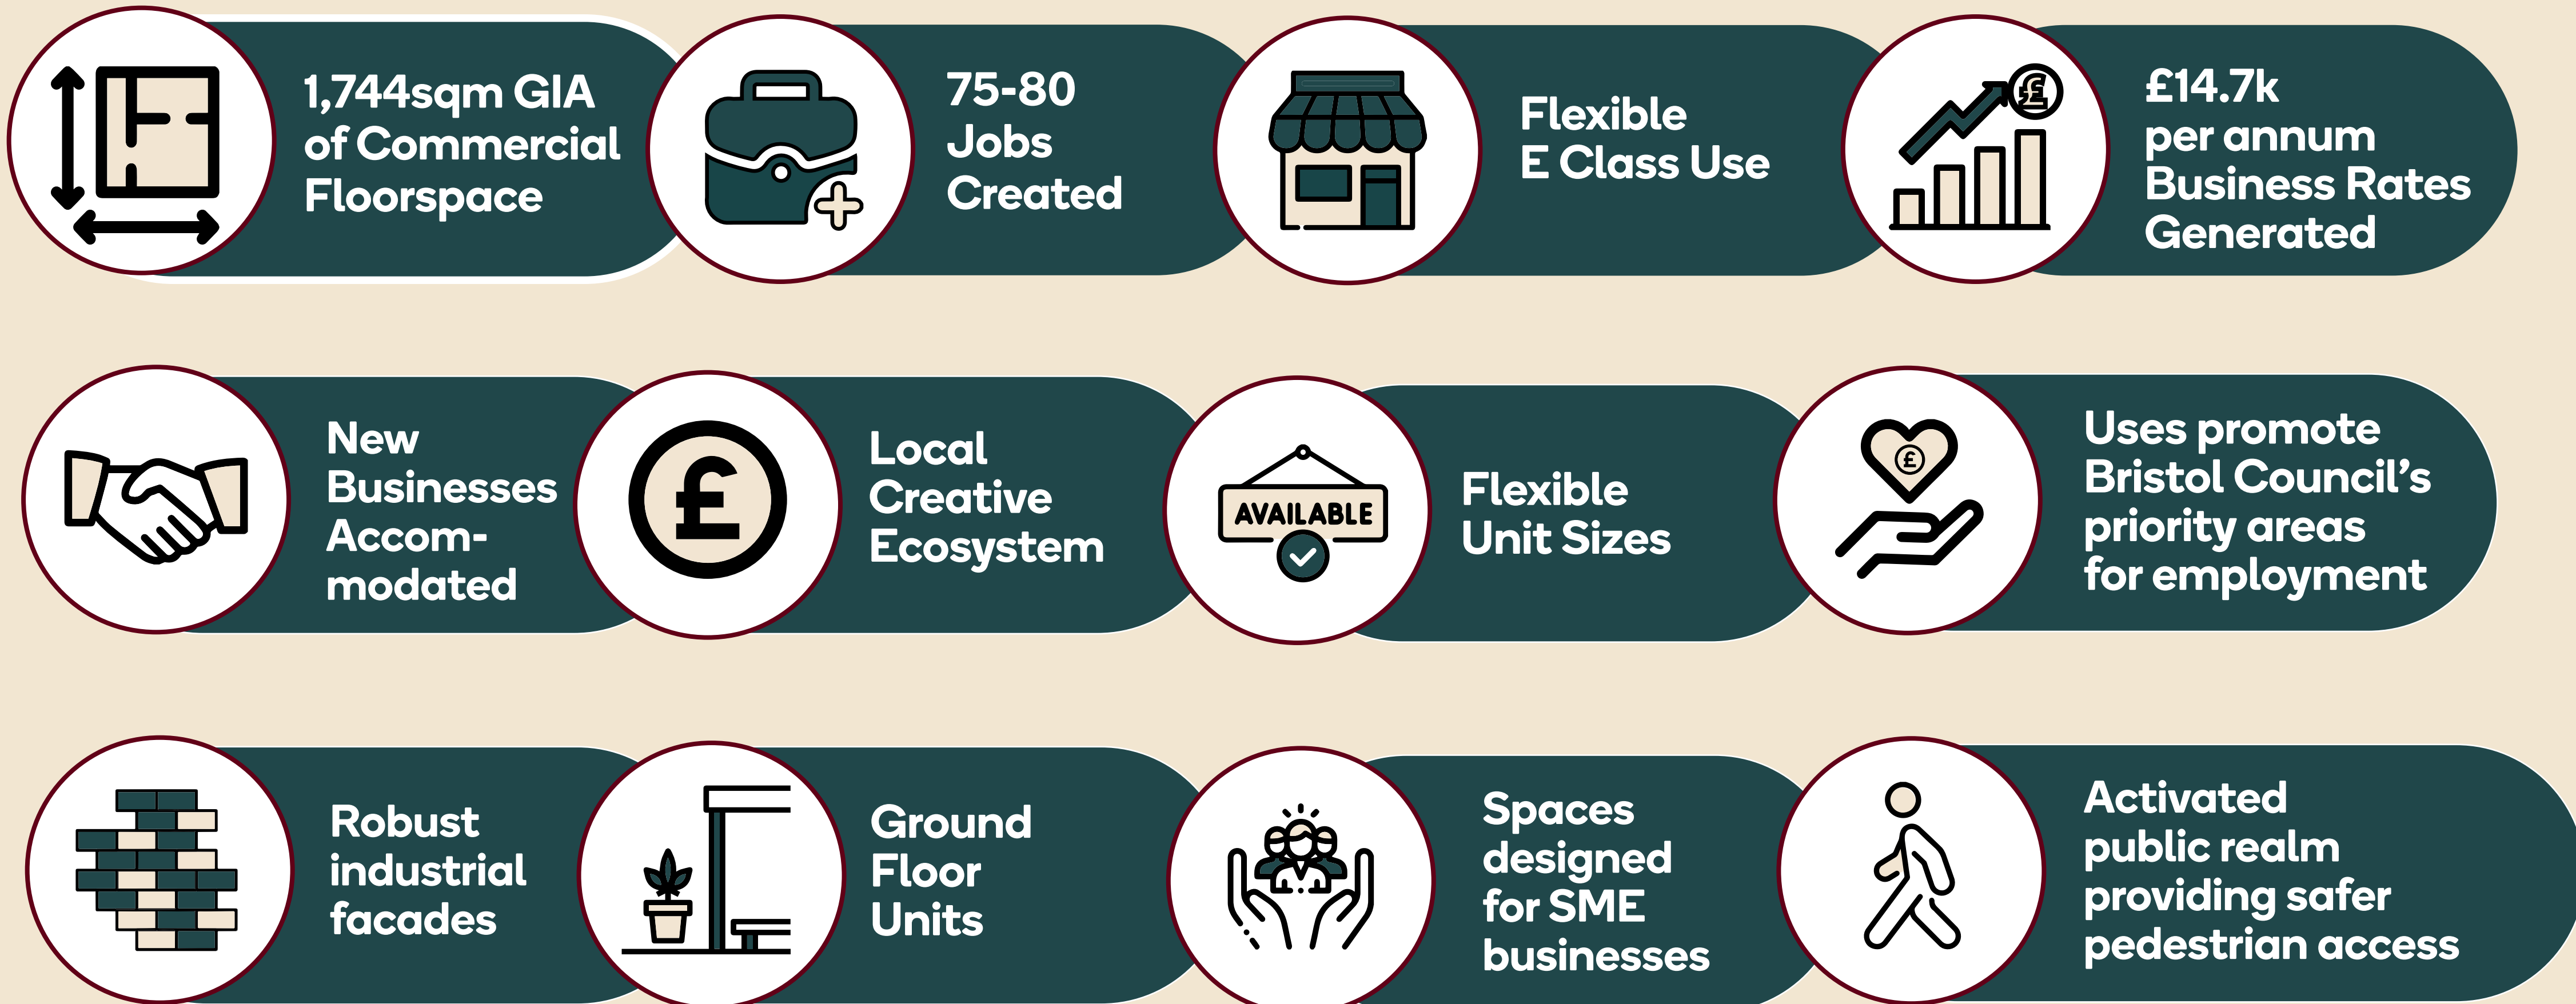 1,744sqm GIA
of Commercial
Floorspace
75-80
Jobs
Created
Flexible
E Class Use
£
£14.7k
per annum
Business Rates
Generated
New
Businesses
Accom-
modated
£
Local
Creative
Ecosystem
AVAILABLE
Flexible
Unit Sizes
£
Uses promote
Bristol Council’s
priority areas
for employment
Robust
industrial
facades
Ground
Floor
Units
Spaces
designed
for SME
businesses
Activated
public realm
providing safer
pedestrian access